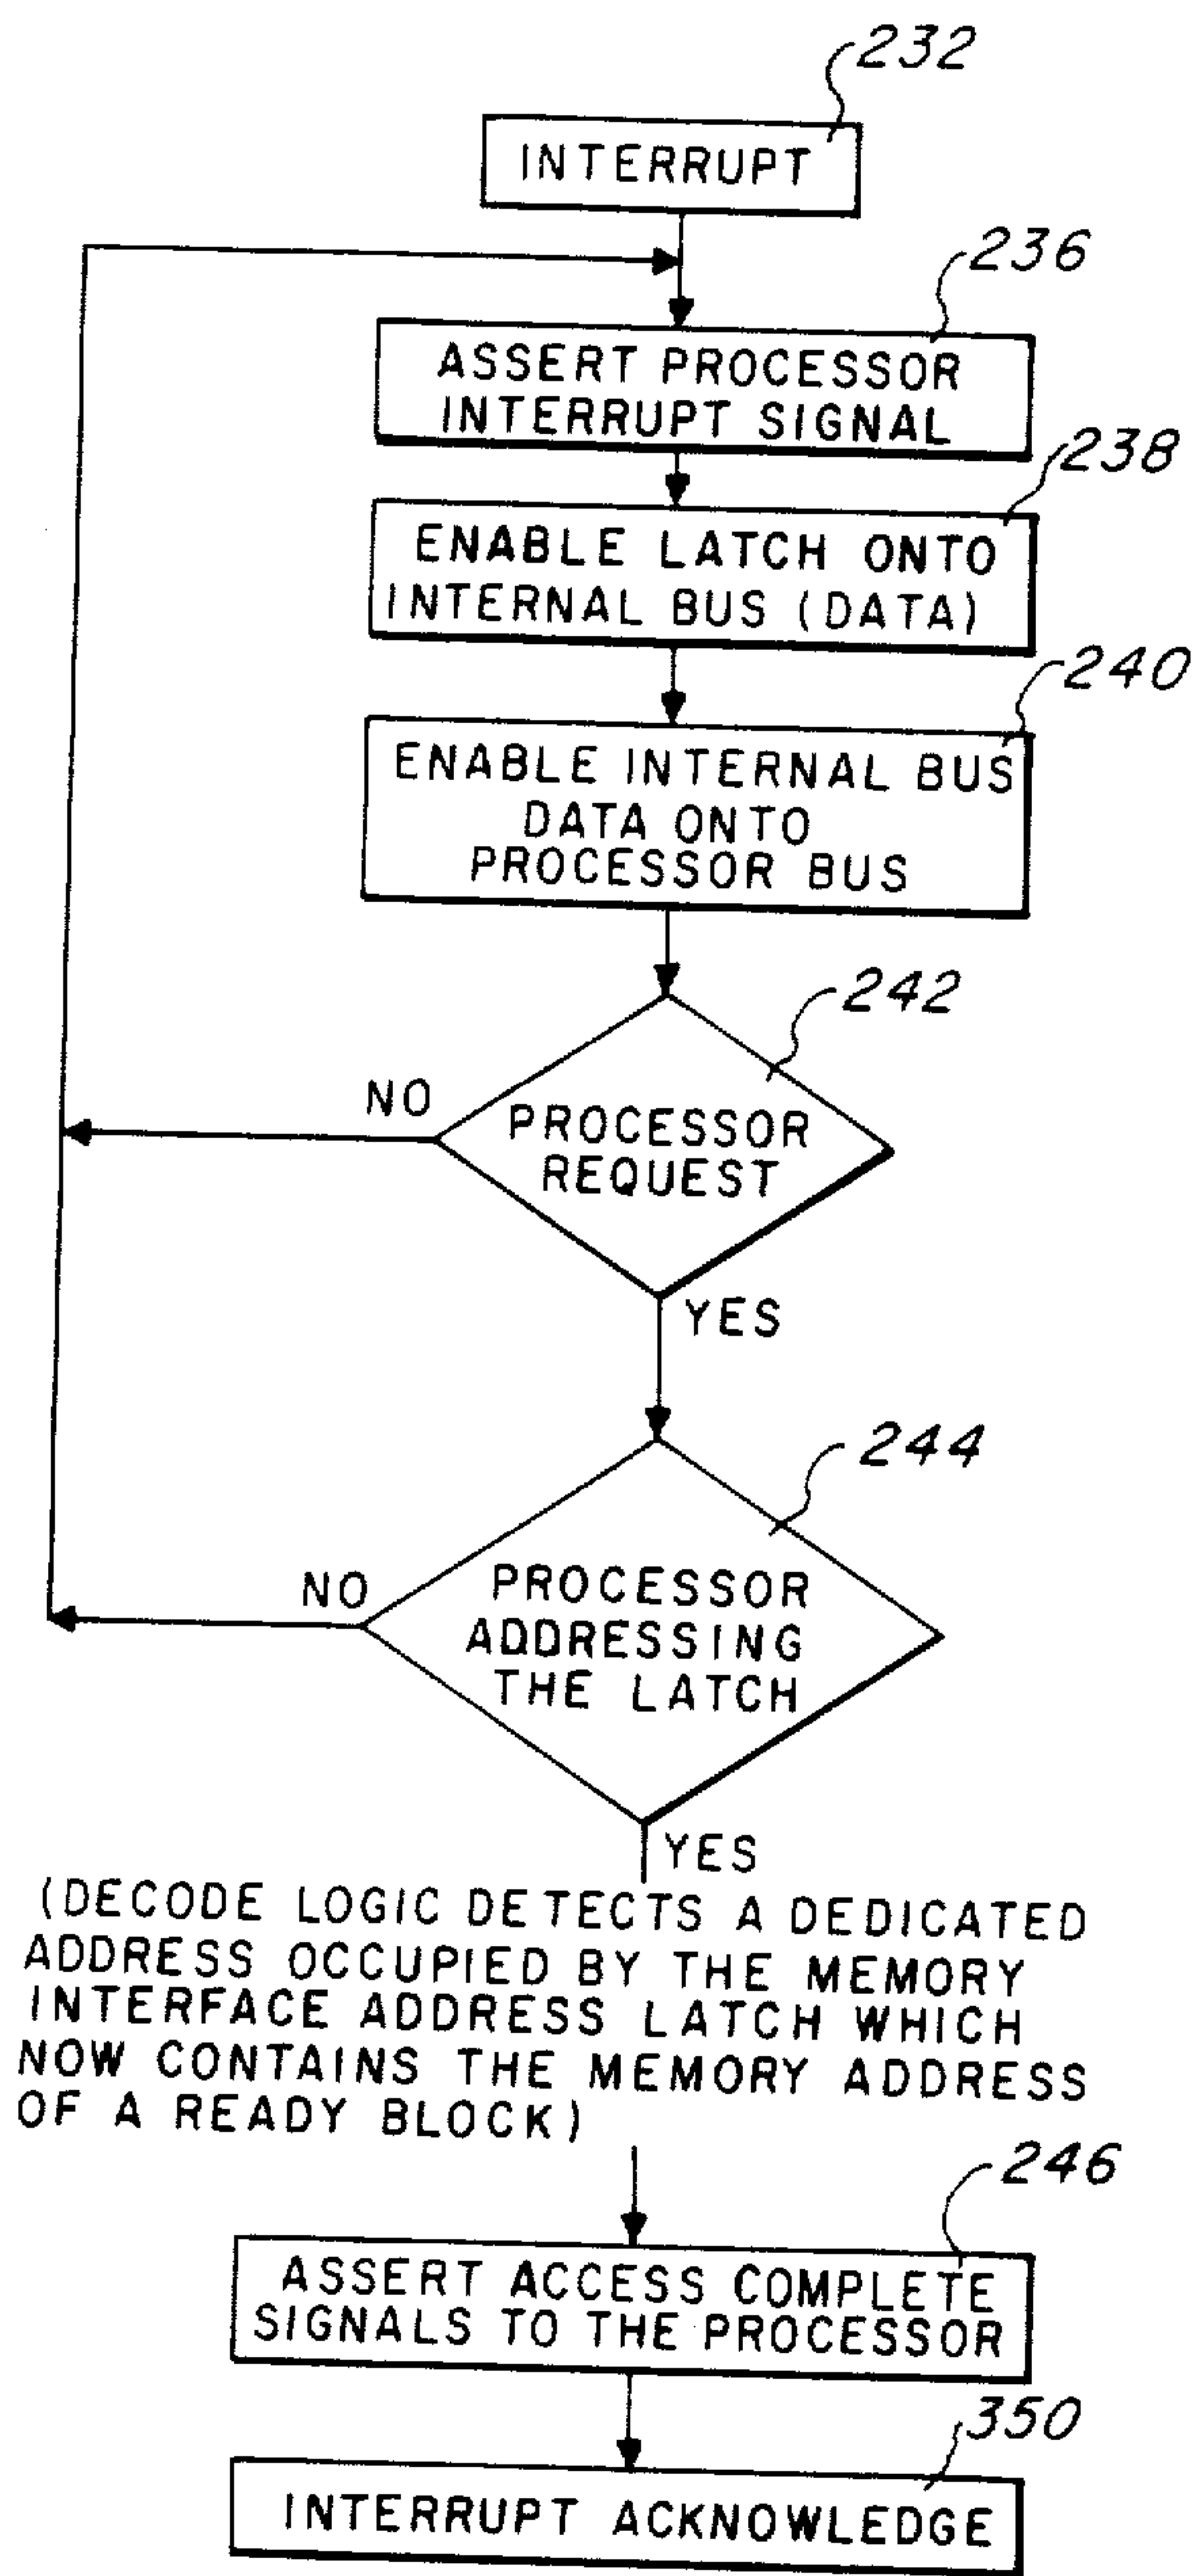 232
INTERRUPT
236
ASSERT PROCESSOR
INTERRUPT SIGNAL
238
ENABLE LATCH ONTO
INTERNAL BUS (DATA)
240
ENABLE INTERNAL BUS
DATA ONTO
PROCESSOR BUS
242
NO
PROCESSOR
REQUEST
YES
244
NO
PROCESSOR
ADDRESSING
THE LATCH
YES
(DECODE LOGIC DETECTS A DEDICATED
ADDRESS OCCUPIED BY THE MEMORY
INTERFACE ADDRESS LATCH WHICH
NOW CONTAINS THE MEMORY ADDRESS
OF A READY BLOCK)
246
ASSERT ACCESS COMPLETE
SIGNALS TO THE PROCESSOR
350
INTERRUPT ACKNOWLEDGE